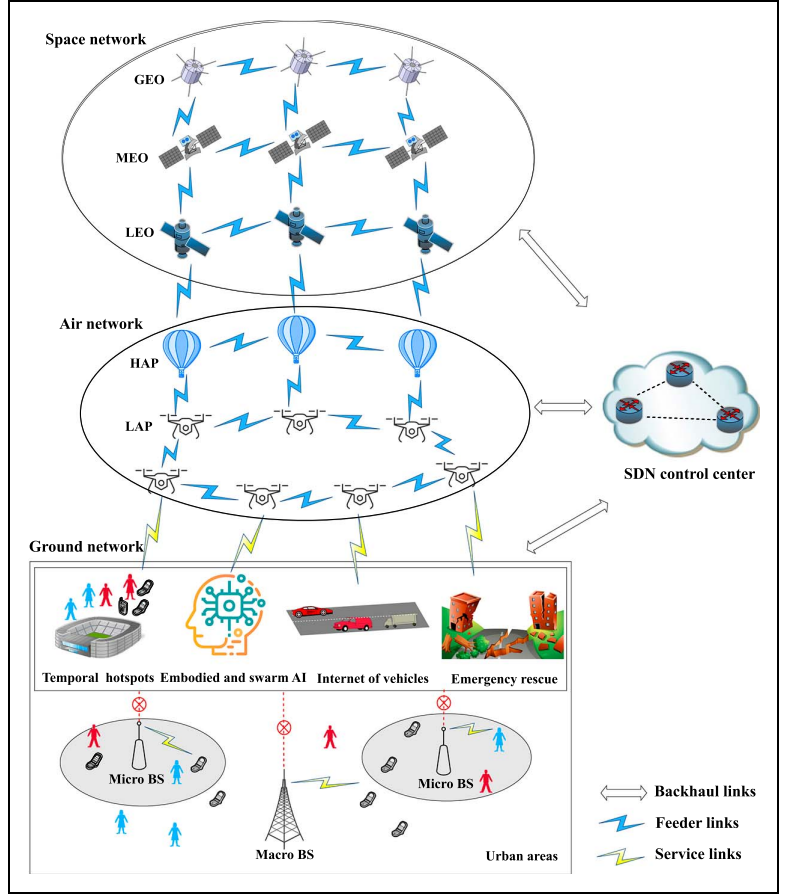 Space network
GEO
MEO
LEO
Air network
HAP
LAP
SDN control center
Ground network
Temporal hotspots
Embodied and swarm AI
Internet of vehicles
Emergency rescue
Micro BS
Micro BS
Macro BS
Urban areas
Backhaul links
Feeder links
Service links